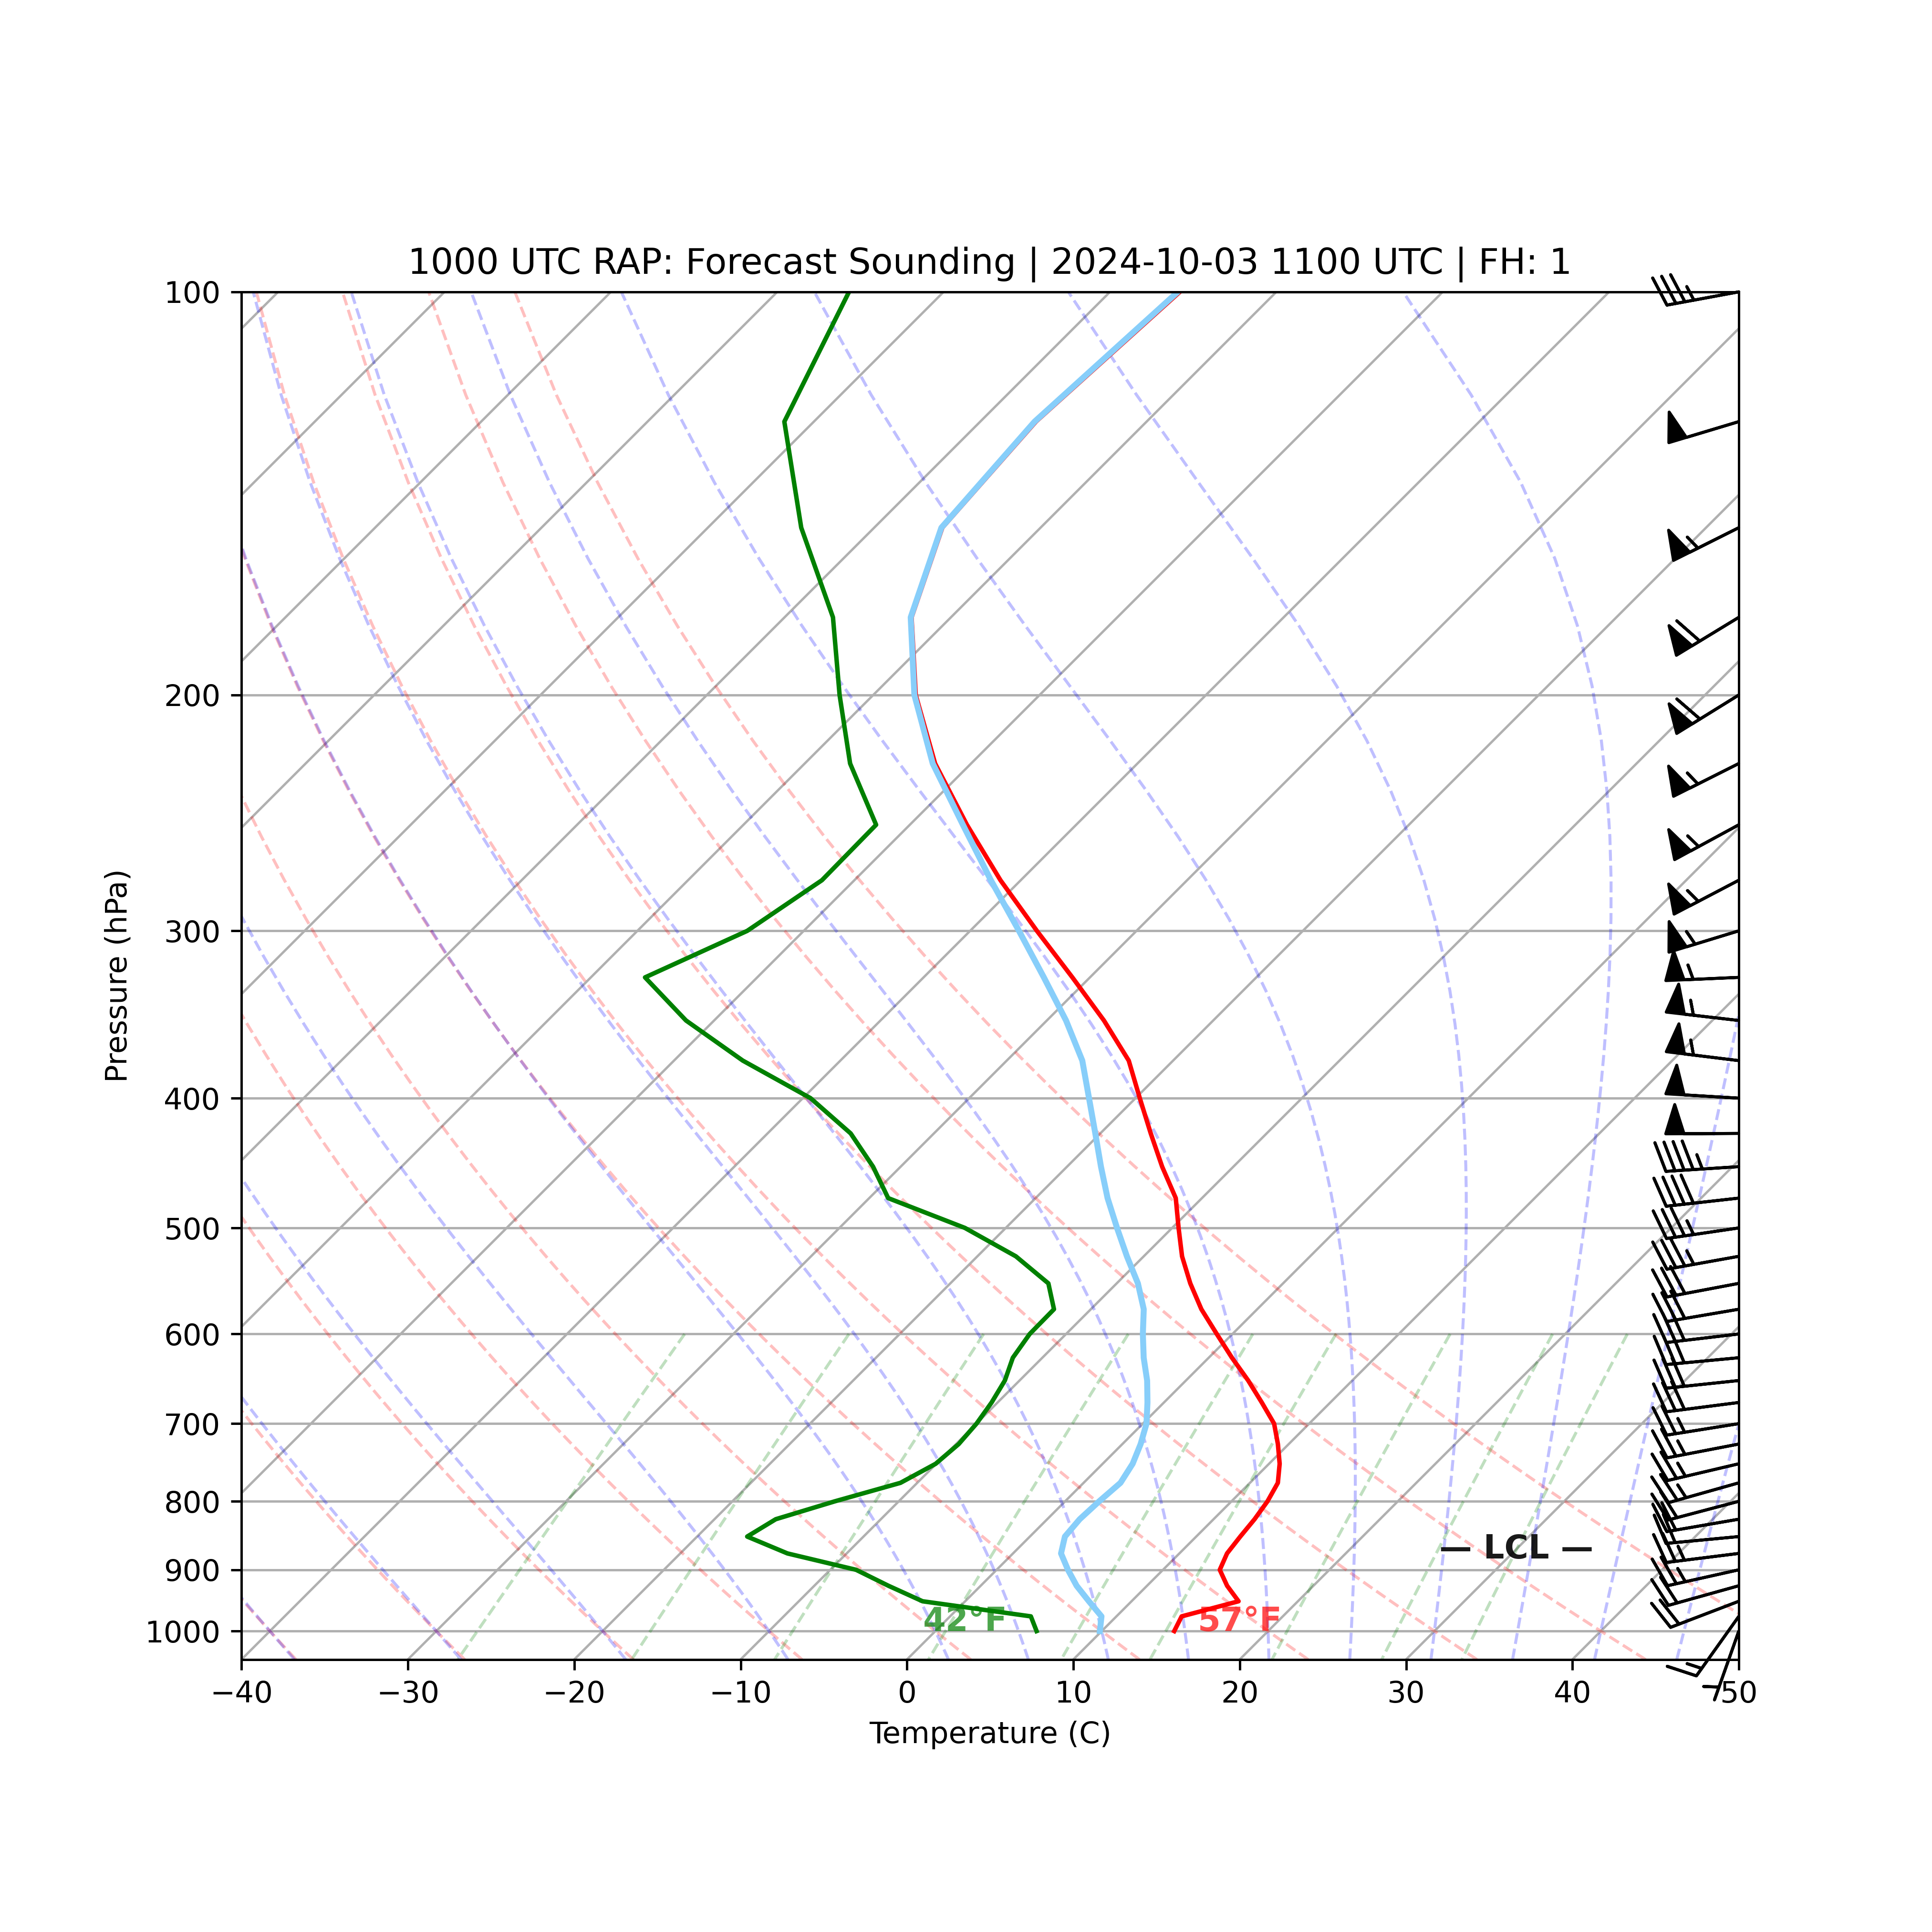 1000 UTC RAP: Forecast Sounding | 2024-10-03 1100 UTC | FH: 1
100
200
300
400
500
600
700
800
900
1000
Pressure (hPa)
— LCL —
42°F
57°F
−40 −30 −20 −10 0 10 20 30 40 50
Temperature (C)